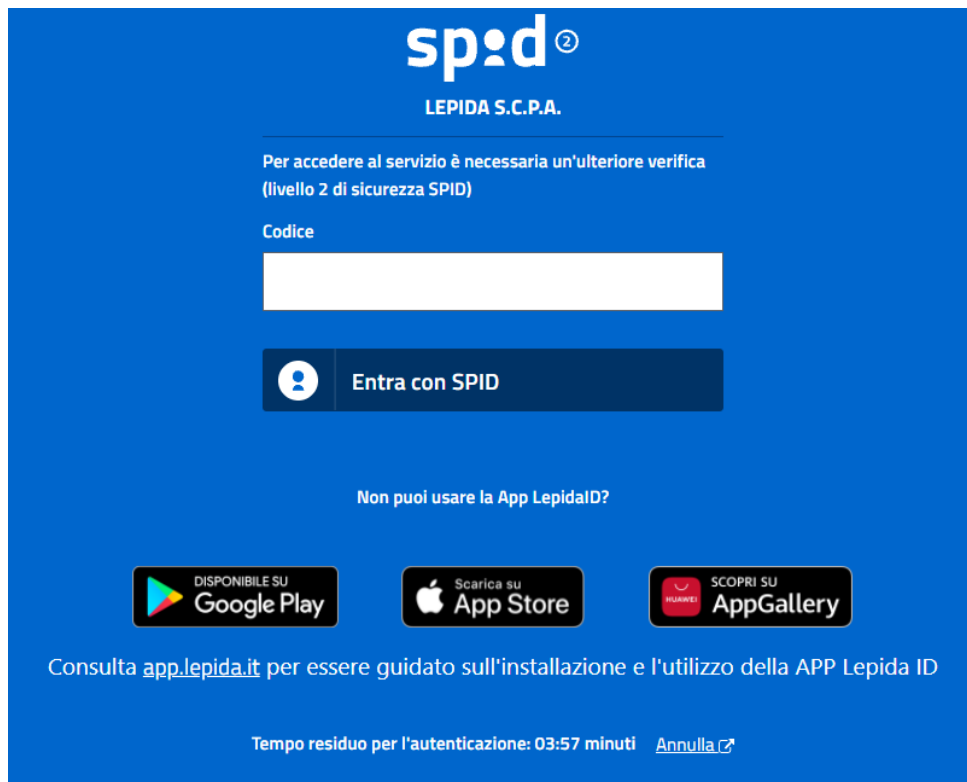 spid 2
LEPIDA S.C.P.A.
Per accedere al servizio è necessaria un'ulteriore verifica
(livello 2 di sicurezza SPID)
Codice
Entra con SPID
Non puoi usare la App LepidaID?
DISPONIBILE SU
Google Play
Scarica su
App Store
HUAWEI
SCOPRI SU
AppGallery
Consulta app.lepida.it per essere guidato sull'installazione e l'utilizzo della APP Lepida ID
Tempo residuo per l'autenticazione: 03:57 minuti Annulla